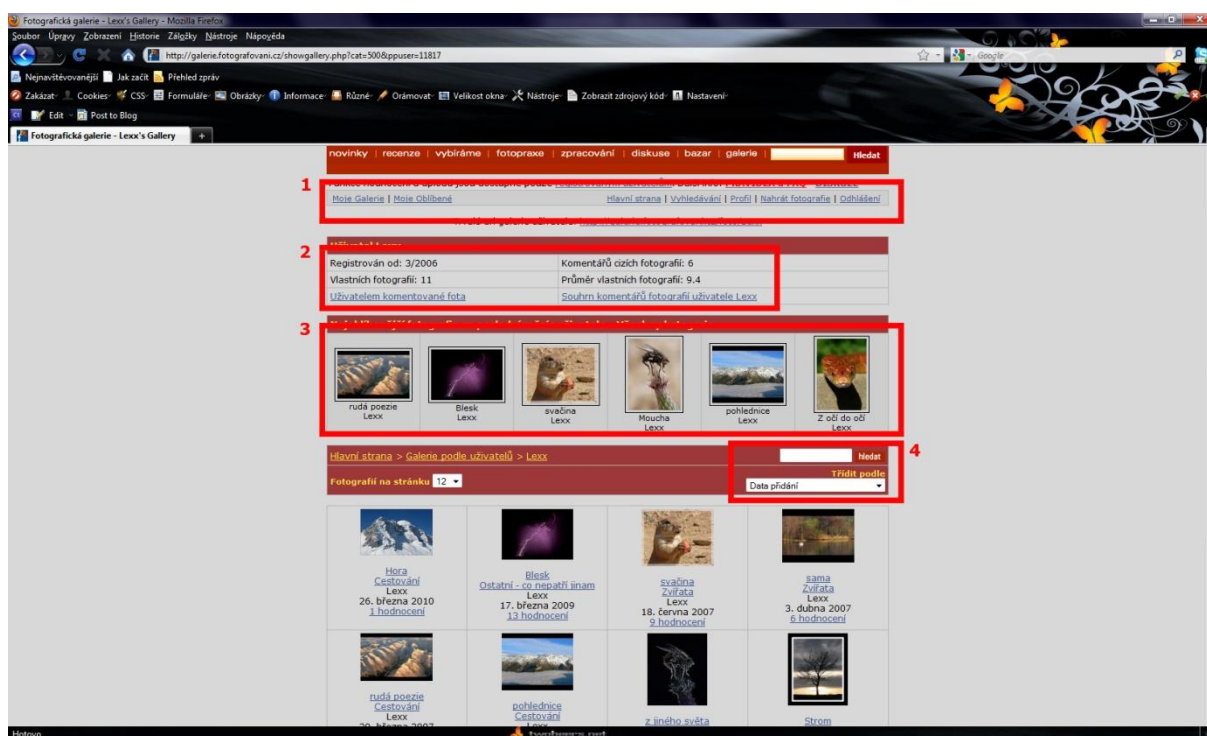 Fotografická galerie - Lexx's Gallery - Mozilla Firefox
Soubor Úpravy Zobrazení Historie Záložky Nástroje Nápověda
http://galerie.fotografovani.cz/showgallery.php?cat=500&ppuser=11817
Google
Nejnavštěvovanější Jak začít Přehled zpráv
Zakázat Cookies CSS Formuláře Obrázky Informace Různé Orámovat Velikost okna Nástroje Zobrazit zdrojový kód Nastavení
Edit Post to Blog
Fotografická galerie - Lexx's Gallery
novinky | recenze | vybíráme | fotopraxe | zpracování | diskuse | bazar | galerie | Hledat
1
Moje Galerie | Moje Oblíbené Hlavní strana | Vyhledávání | Profil | Nahrát fotografie | Odhlášení
2
Registrován od: 3/2006 Komentářů cizích fotografií: 6
Vlastních fotografií: 11 Průměr vlastních fotografií: 9.4
Uživatelem komentované fota Souhrn komentářů fotografií uživatele Lexx
3
rudá poezie Blesk svačina Moucha pohlednice Z očí do očí
Lexx Lexx Lexx Lexx Lexx Lexx
4
Hlavní strana > Galerie podle uživatelů > Lexx hledat
Třídit podle
Fotografií na stránku 12 Data přidání
Hora Blesk svačina sama
Cestování Ostatní - co nepatří jinam Zvířata Zvířata
Lexx Lexx Lexx Lexx
26. března 2010 17. března 2009 18. června 2007 3. dubna 2007
1 hodnocení 13 hodnocení 9 hodnocení 6 hodnocení
rudá poezie pohlednice z jiného světa Strom
Cestování Cestování
Lexx Lexx
Hotovo